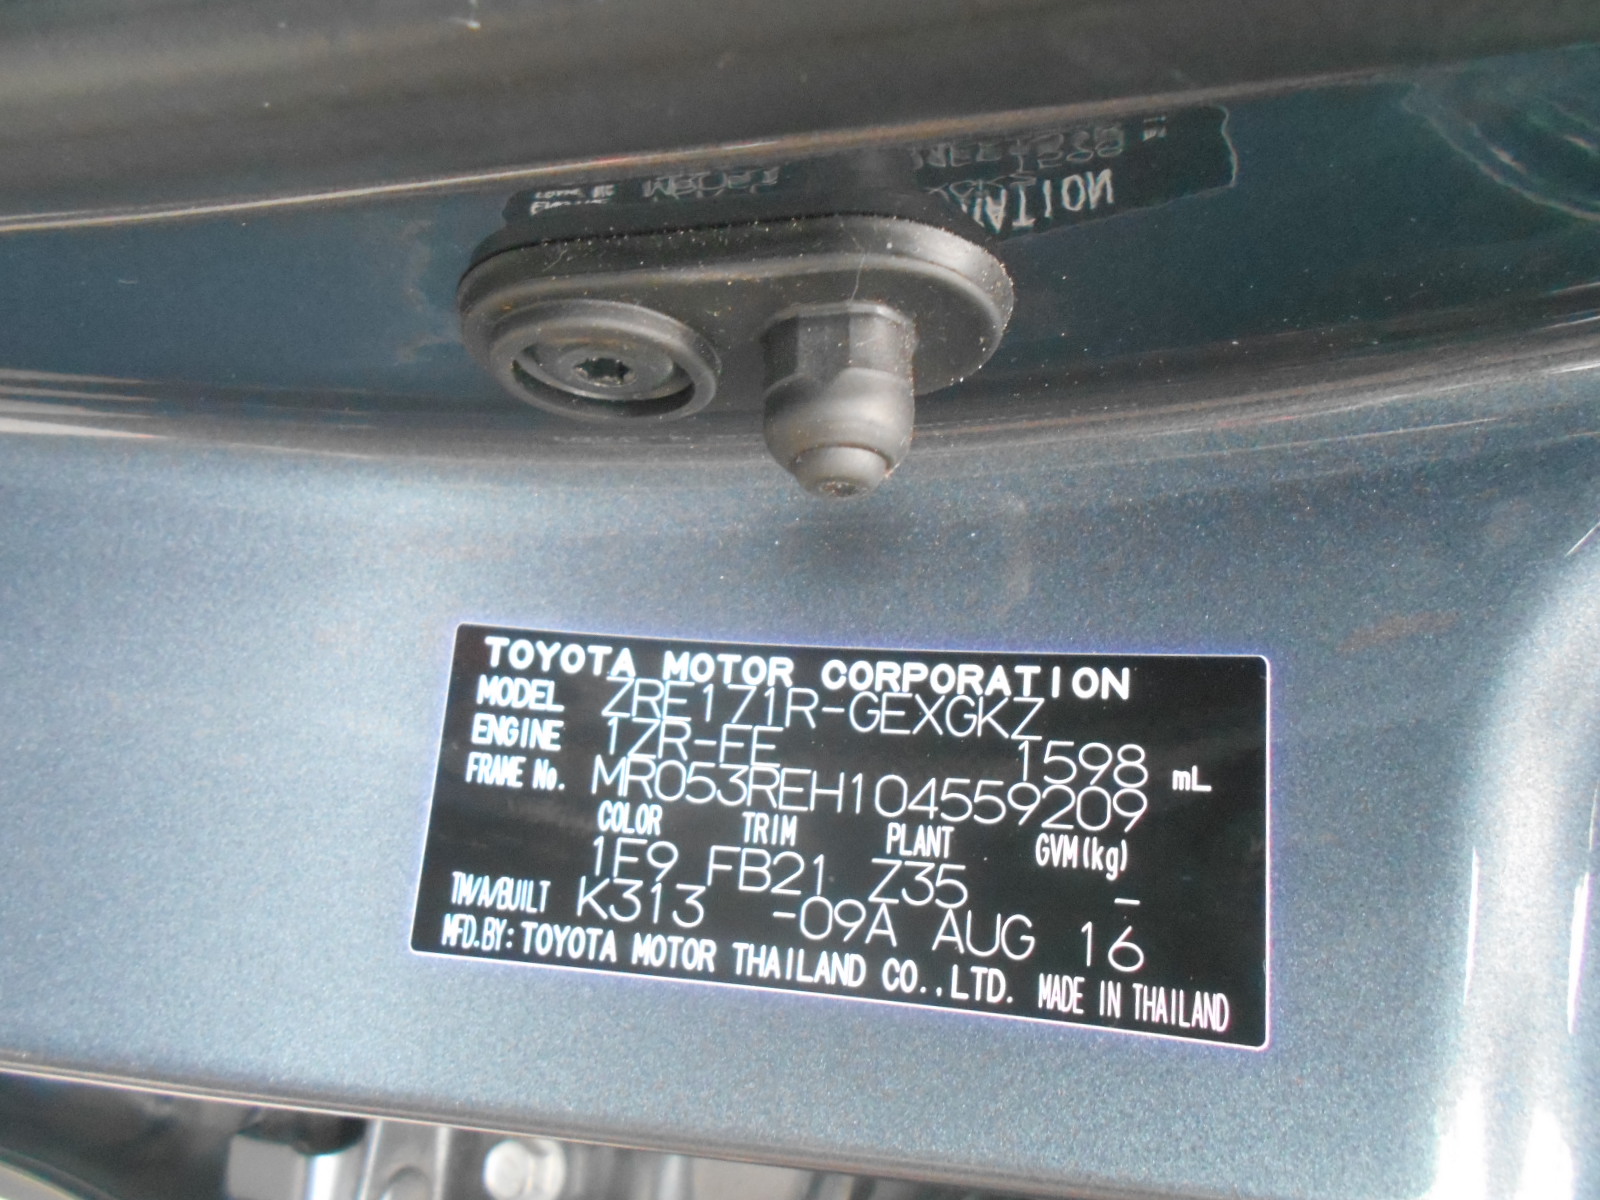 TOYOTA MOTOR CORPORATION
MODEL ZRE171R-GEXGKZ
ENGINE 1ZR-FE 1598 mL
FRAME No. MR053REH104559209
COLOR TRIM PLANT GVM(kg)
1F9 FB21 Z35 -
TM/A/BUILT K313 -09A AUG 16
MFD.BY: TOYOTA MOTOR THAILAND CO.,LTD. MADE IN THAILAND